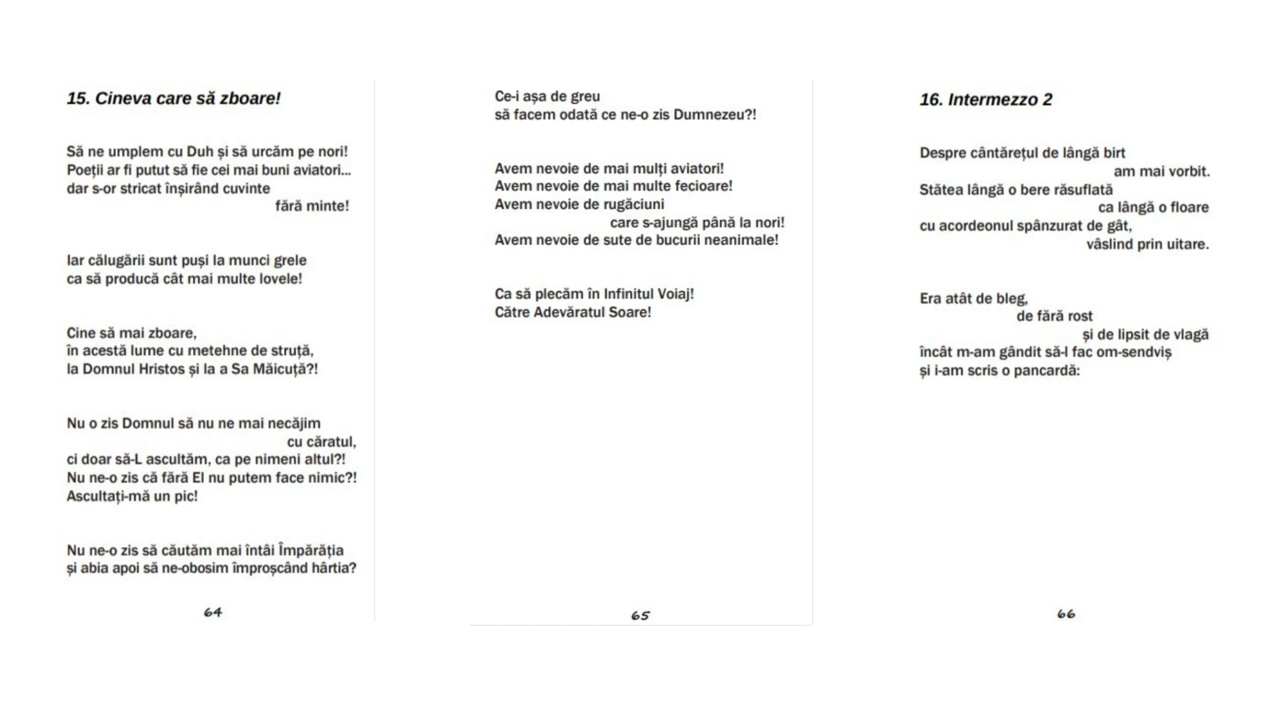 15. Cineva care să zboare!
Să ne umplem cu Duh și să urcăm pe nori!
Poeții ar fi putut să fie cei mai buni aviatori...
dar s-or stricat înșirând cuvinte
fără minte!
Iar călugării sunt puși la munci grele
ca să producă cât mai multe lovele!
Cine să mai zboare,
în acestă lume cu metehne de struță,
la Domnul Hristos și la a Sa Măicuță?!
Nu o zis Domnul să nu ne mai necăjim
cu căratul,
ci doar să-L ascultăm, ca pe nimeni altul?!
Nu ne-o zis că fără El nu putem face nimic?!
Ascultați-mă un pic!
Nu ne-o zis să căutăm mai întâi Împărăția
și abia apoi să ne-obosim împroșcând hârtia?
64
Ce-i așa de greu
să facem odată ce ne-o zis Dumnezeu?!
Avem nevoie de mai mulți aviatori!
Avem nevoie de mai multe fecioare!
Avem nevoie de rugăciuni
care s-ajungă până la nori!
Avem nevoie de sute de bucurii neanimale!
Ca să plecăm în Infinitul Voiaj!
Către Adevăratul Soare!
65
16. Intermezzo 2
Despre cântărețul de lângă birt
am mai vorbit.
Stătea lângă o bere răsuflată
ca lângă o floare
cu acordeonul spânzurat de gât,
vâslind prin uitare.
Era atât de bleg,
de fără rost
și de lipsit de vlagă
încât m-am gândit să-l fac om-sendviș
și i-am scris o pancardă:
66